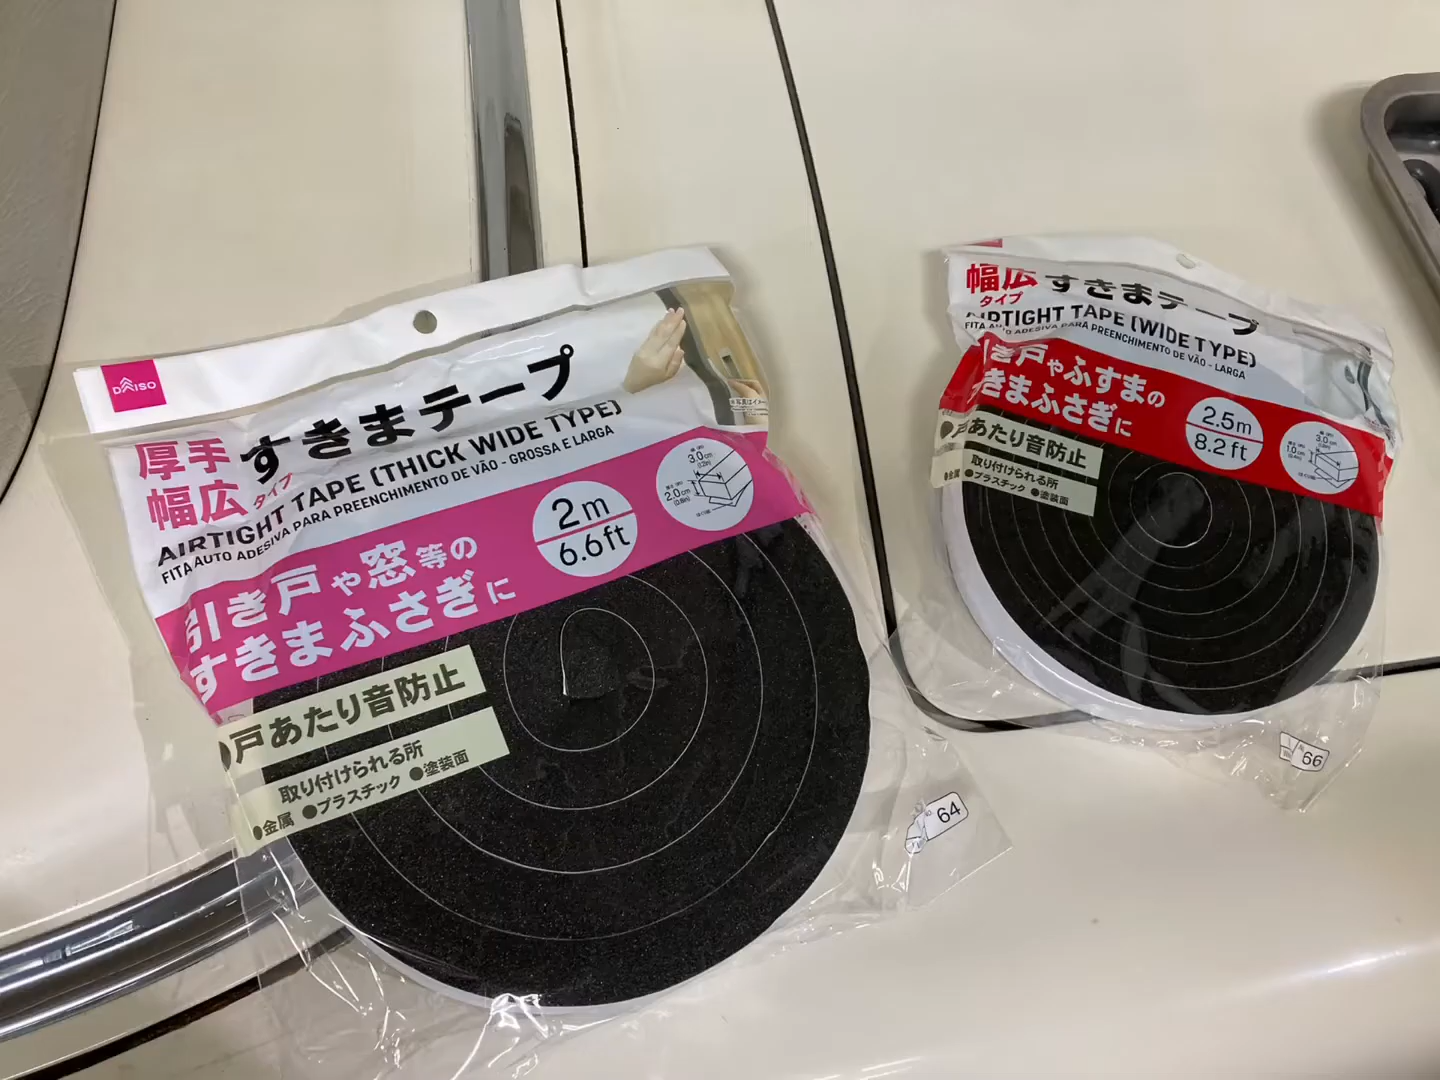 DAISO
厚手
幅広
タイプ
すきまテープ
AIRTIGHT TAPE (THICK WIDE TYPE)
FITA AUTO ADESIVA PARA PREENCHIMENTO DE VÃO - GROSSA E LARGA
引き戸や窓等の
すきまふさぎに
2m
6.6ft
3.0cm
2.0cm
●戸あたり音防止
取り付けられる所
●金属 ●プラスチック ●塗装面
64
幅広
タイプ
すきまテープ
AIRTIGHT TAPE (WIDE TYPE)
FITA AUTO ADESIVA PARA PREENCHIMENTO DE VÃO - LARGA
引き戸やふすまの
きまふさぎに
2.5m
8.2ft
3.0cm
1.0cm
●戸あたり音防止
取り付けられる所
●金属 ●プラスチック ●塗装面
66